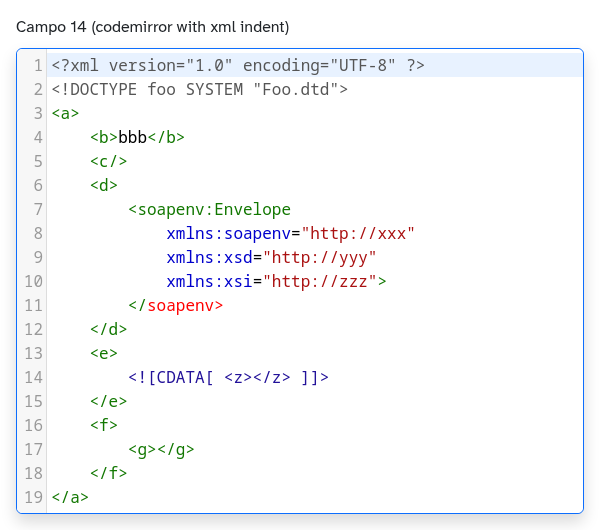 Campo 14 (codemirror with xml indent)
1 <?xml version="1.0" encoding="UTF-8" ?>
2 <!DOCTYPE foo SYSTEM "Foo.dtd">
3 <a>
4     <b>bbb</b>
5     <c/>
6     <d>
7         <soapenv:Envelope
8             xmlns:soapenv="http://xxx"
9             xmlns:xsd="http://yyy"
10             xmlns:xsi="http://zzz">
11         </soapenv>
12     </d>
13     <e>
14         <![CDATA[ <z></z> ]]>
15     </e>
16     <f>
17         <g></g>
18     </f>
19 </a>